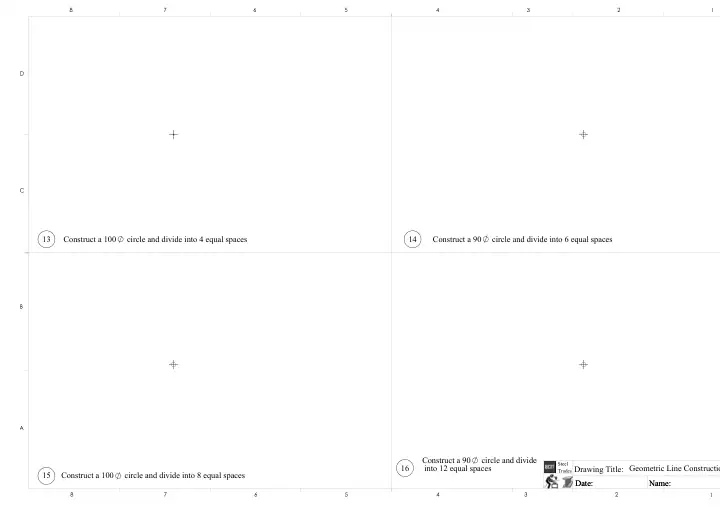 8 7 6 5 4 3 2 1
D
C
13 Construct a 100 ∅ circle and divide into 4 equal spaces
14 Construct a 90 ∅ circle and divide into 6 equal spaces
B
A
15 Construct a 100 ∅ circle and divide into 8 equal spaces
16 Construct a 90 ∅ circle and divide
into 12 equal spaces
Steel
Trades
Drawing Title: Geometric Line Constructio
Date: Name:
8 7 6 5 4 3 2 1